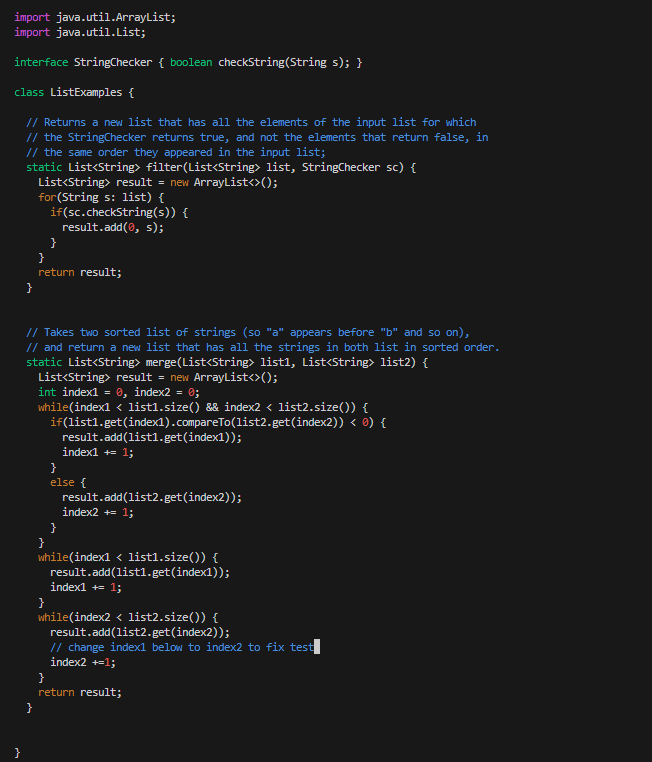 import java.util.ArrayList;
import java.util.List;

interface StringChecker { boolean checkString(String s); }

class ListExamples {

  // Returns a new list that has all the elements of the input list for which
  // the StringChecker returns true, and not the elements that return false, in
  // the same order they appeared in the input list;
  static List<String> filter(List<String> list, StringChecker sc) {
    List<String> result = new ArrayList<>();
    for(String s: list) {
      if(sc.checkString(s)) {
        result.add(0, s);
      }
    }
    return result;
  }


  // Takes two sorted list of strings (so "a" appears before "b" and so on),
  // and return a new list that has all the strings in both list in sorted order.
  static List<String> merge(List<String> list1, List<String> list2) {
    List<String> result = new ArrayList<>();
    int index1 = 0, index2 = 0;
    while(index1 < list1.size() && index2 < list2.size()) {
      if(list1.get(index1).compareTo(list2.get(index2)) < 0) {
        result.add(list1.get(index1));
        index1 += 1;
      }
      else {
        result.add(list2.get(index2));
        index2 += 1;
      }
    }
    while(index1 < list1.size()) {
      result.add(list1.get(index1));
      index1 += 1;
    }
    while(index2 < list2.size()) {
      result.add(list2.get(index2));
      // change index1 below to index2 to fix test
      index2 +=1;
    }
    return result;
  }


}